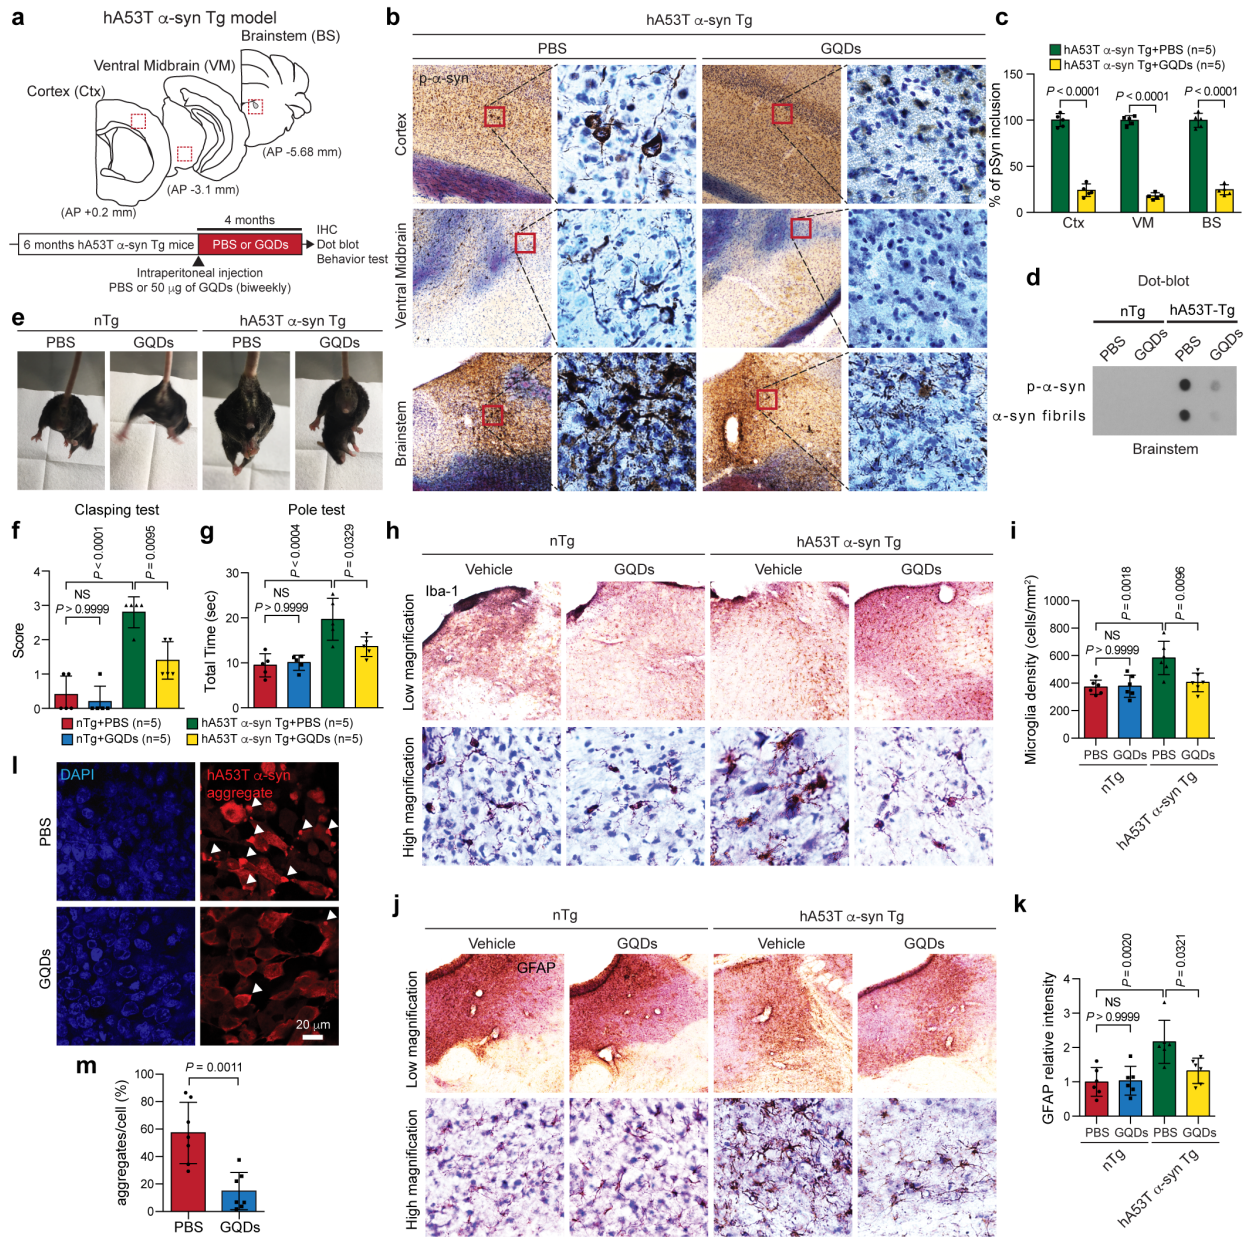 a
hA53T α-syn Tg model
Brainstem (BS)
Ventral Midbrain (VM)
Cortex (Ctx)
(AP -5.68 mm)
(AP -3.1 mm)
(AP +0.2 mm)
4 months
6 months hA53T α-syn Tg mice
PBS or GQDs
IHC
Dot blot
Behavior test
Intraperitoneal injection
PBS or 50 μg of GQDs (biweekly)
b
hA53T α-syn Tg
PBS
GQDs
p-α-syn
Cortex
Ventral Midbrain
Brainstem
c
hA53T α-syn Tg+PBS (n=5)
hA53T α-syn Tg+GQDs (n=5)
% of pSyn inclusion
150
100
50
0
P < 0.0001
P < 0.0001
P < 0.0001
Ctx
VM
BS
d
Dot-blot
nTg
hA53T-Tg
PBS
GQDs
PBS
GQDs
p-α-syn
α-syn fibrils
Brainstem
e
nTg
hA53T α-syn Tg
PBS
GQDs
PBS
GQDs
f
Clasping test
P < 0.0001
P = 0.0095
NS
P > 0.9999
Score
4
3
2
1
0
g
Pole test
P < 0.0004
P = 0.0329
NS
P > 0.9999
Total Time (sec)
30
20
10
0
nTg+PBS (n=5)
hA53T α-syn Tg+PBS (n=5)
nTg+GQDs (n=5)
hA53T α-syn Tg+GQDs (n=5)
h
nTg
hA53T α-syn Tg
Vehicle
GQDs
Vehicle
GQDs
Iba-1
Low magnification
High magnification
i
P = 0.0018
P = 0.0096
NS
P > 0.9999
Microglia density (cells/mm²)
1000
800
600
400
200
0
PBS
GQDs
PBS
GQDs
nTg
hA53T α-syn Tg
l
DAPI
hA53T α-syn
aggregate
PBS
GQDs
20 μm
j
nTg
hA53T α-syn Tg
Vehicle
GQDs
Vehicle
GQDs
GFAP
Low magnification
High magnification
k
P = 0.0020
P = 0.0321
NS
P > 0.9999
GFAP relative intensity
4
3
2
1
0
PBS
GQDs
PBS
GQDs
nTg
hA53T α-syn Tg
m
P = 0.0011
aggregates/cell (%)
100
80
60
40
20
0
PBS
GQDs